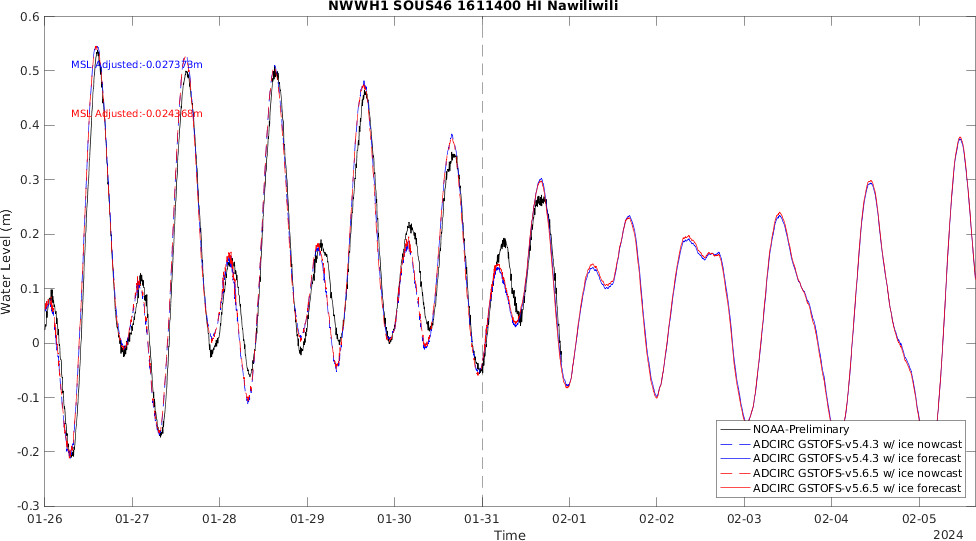 NWWH1 SOUS46 1611400 HI Nawiliwili
0.6
0.5
0.4
0.3
0.2
0.1
0
-0.1
-0.2
-0.3
Water Level (m)
MSL Adjusted:-0.027373m
MSL Adjusted:-0.024368m
NOAA-Preliminary
ADCIRC GSTOFS-v5.4.3 w/ ice nowcast
ADCIRC GSTOFS-v5.4.3 w/ ice forecast
ADCIRC GSTOFS-v5.6.5 w/ ice nowcast
ADCIRC GSTOFS-v5.6.5 w/ ice forecast
01-26 01-27 01-28 01-29 01-30 01-31 02-01 02-02 02-03 02-04 02-05
Time
2024